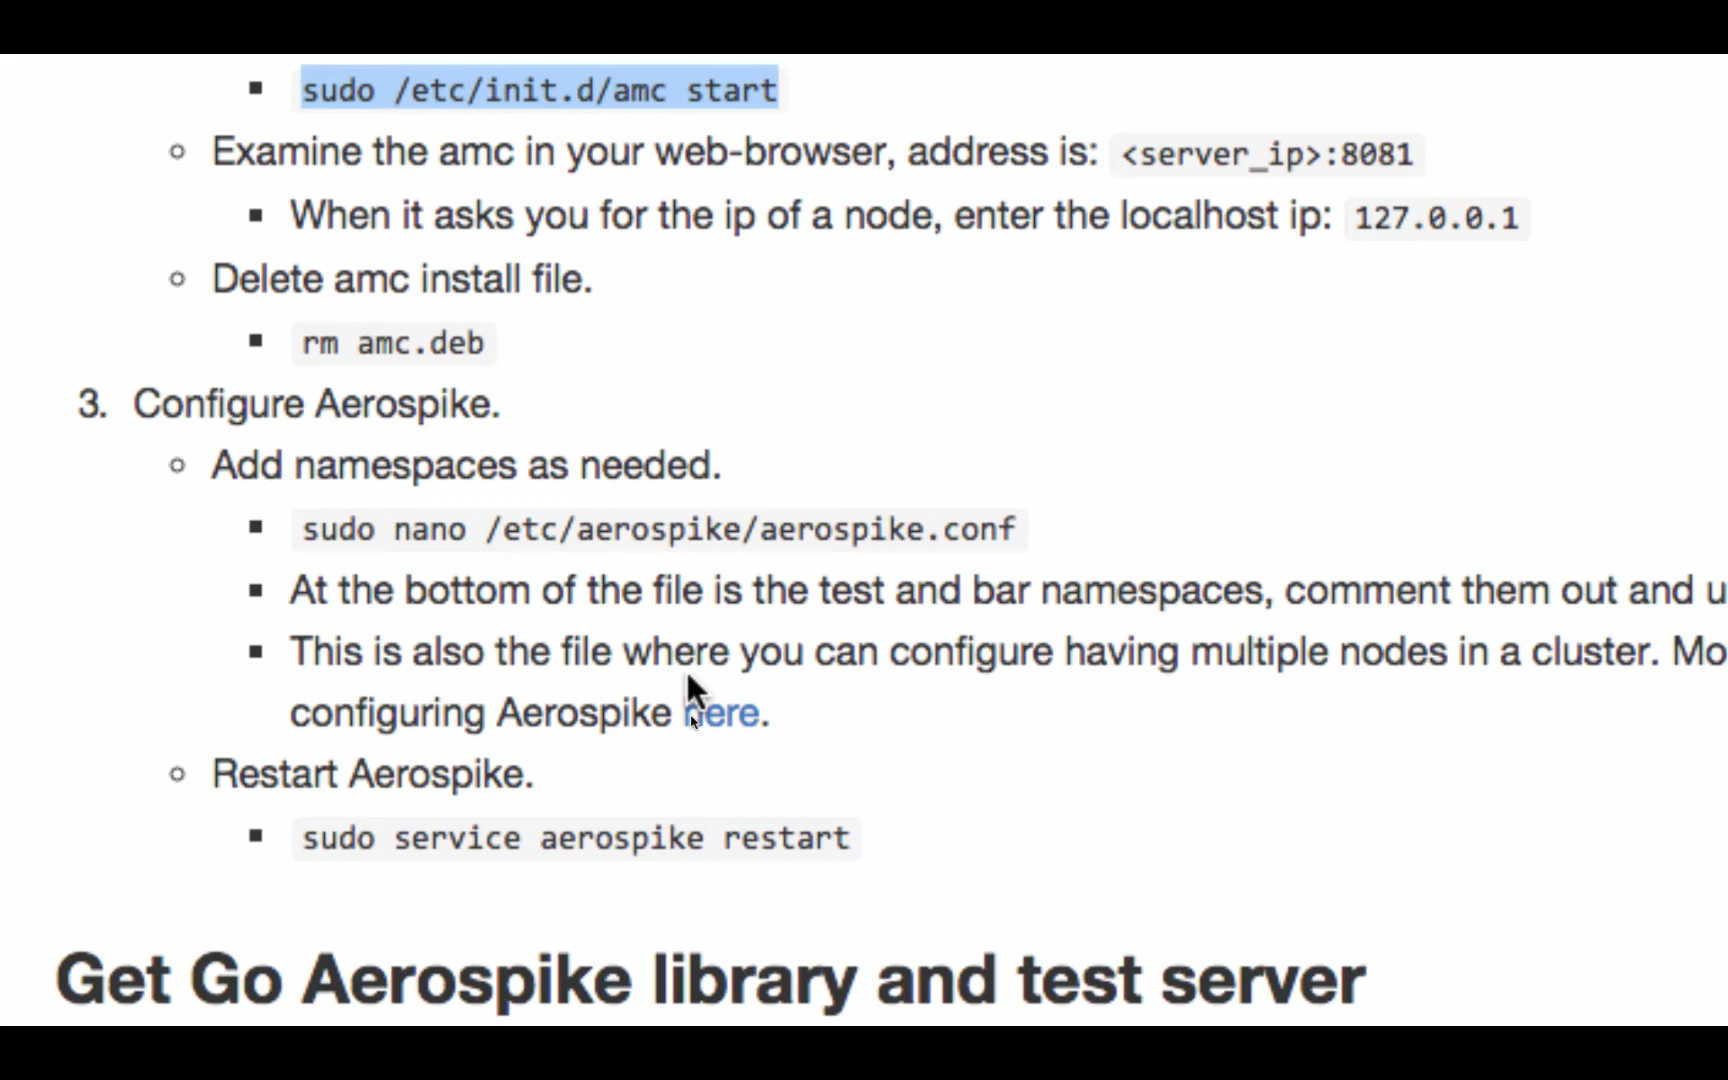 sudo /etc/init.d/amc start
Examine the amc in your web-browser, address is: <server_ip>:8081
When it asks you for the ip of a node, enter the localhost ip: 127.0.0.1
Delete amc install file.
rm amc.deb
3. Configure Aerospike.
Add namespaces as needed.
sudo nano /etc/aerospike/aerospike.conf
At the bottom of the file is the test and bar namespaces, comment them out and u
This is also the file where you can configure having multiple nodes in a cluster. Mo
configuring Aerospike here.
Restart Aerospike.
sudo service aerospike restart
Get Go Aerospike library and test server